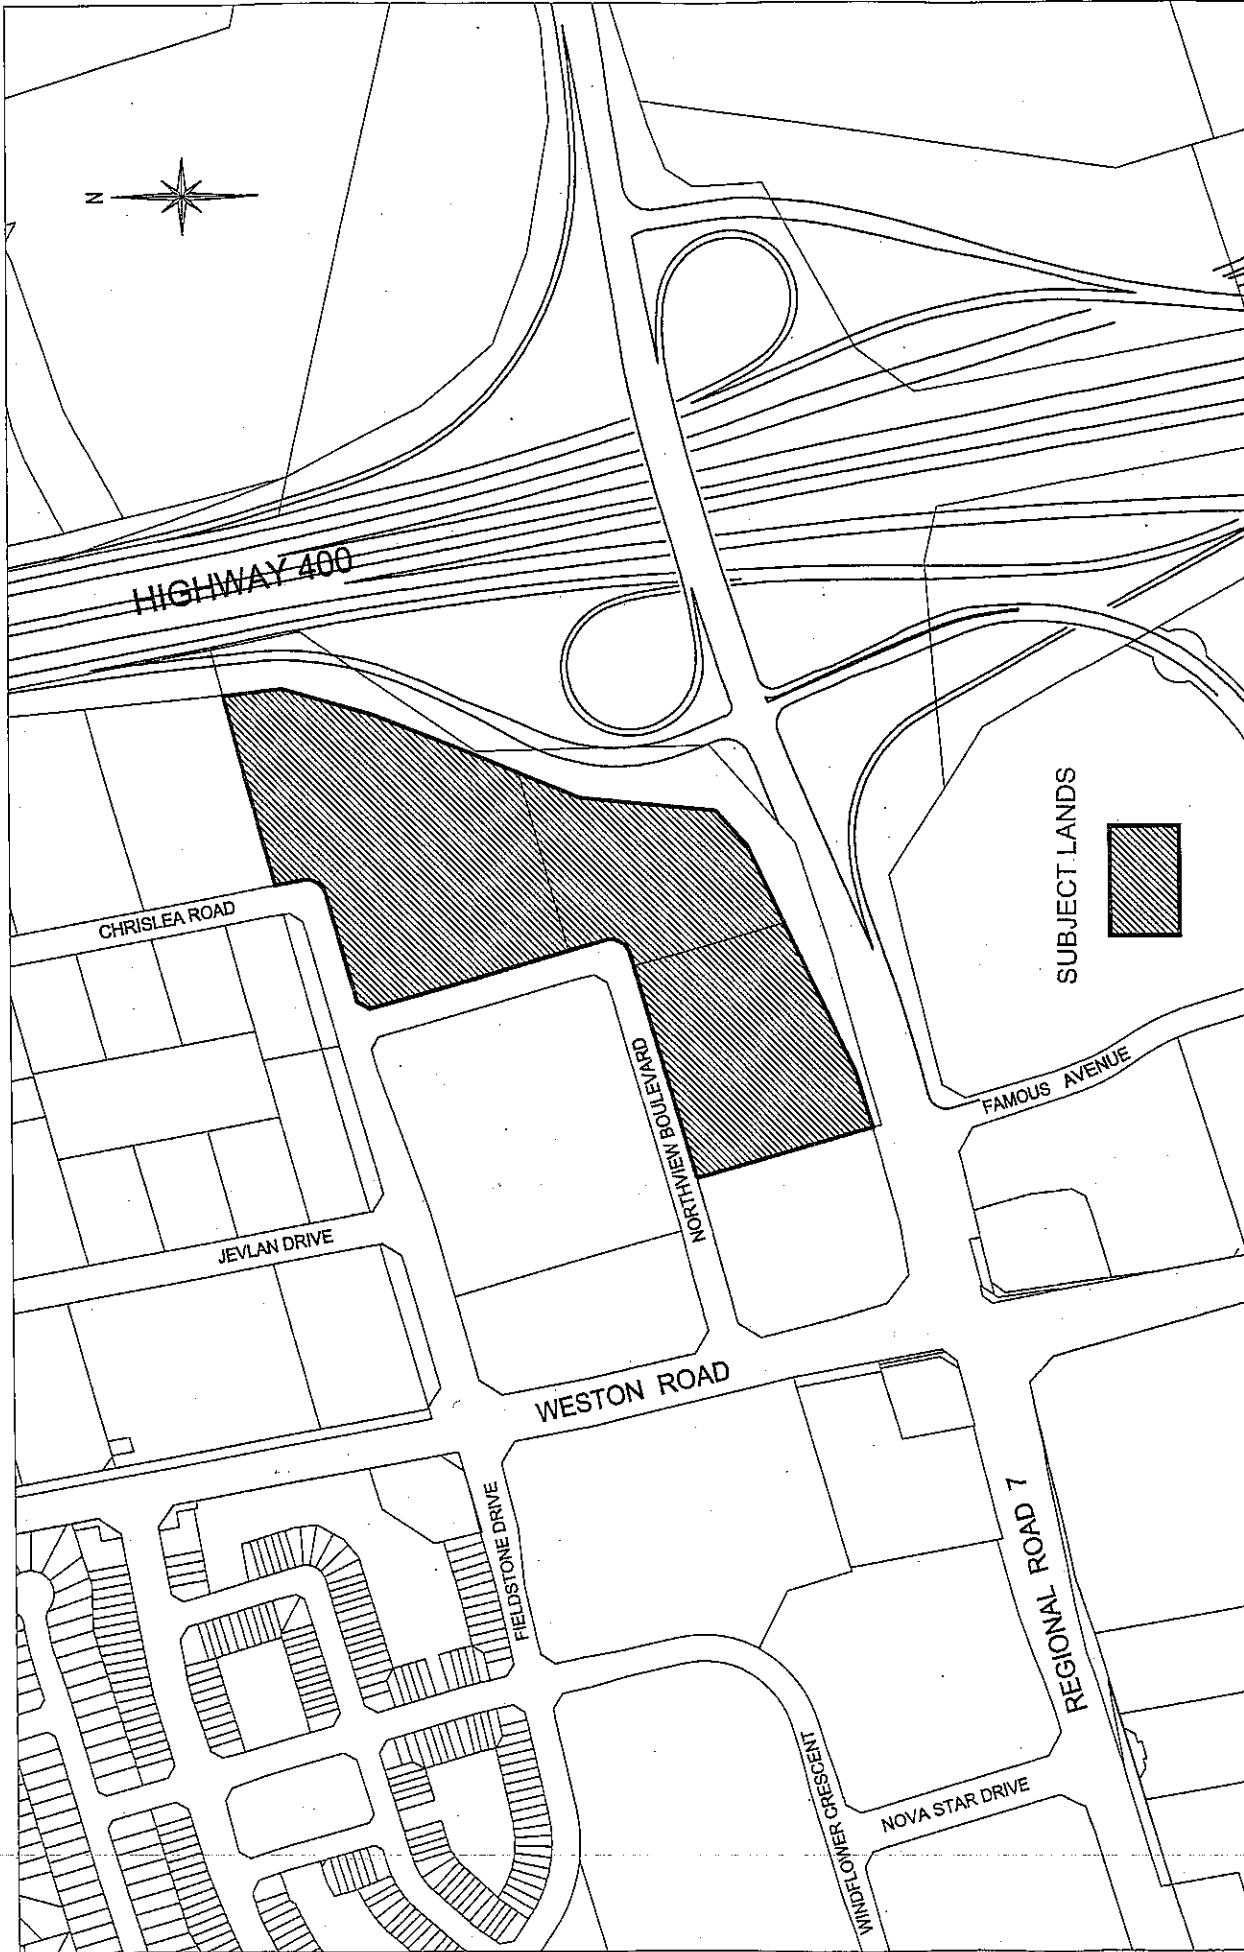 N
HIGHWAY 400
CHRISLEA ROAD
SUBJECT LANDS
NORTHVIEW BOULEVARD
FAMOUS AVENUE
JEVLAN DRIVE
WESTON ROAD
FIELDSTONE DRIVE
REGIONAL ROAD 7
WINDFLOWER CRESCENT
NOVA STAR DRIVE